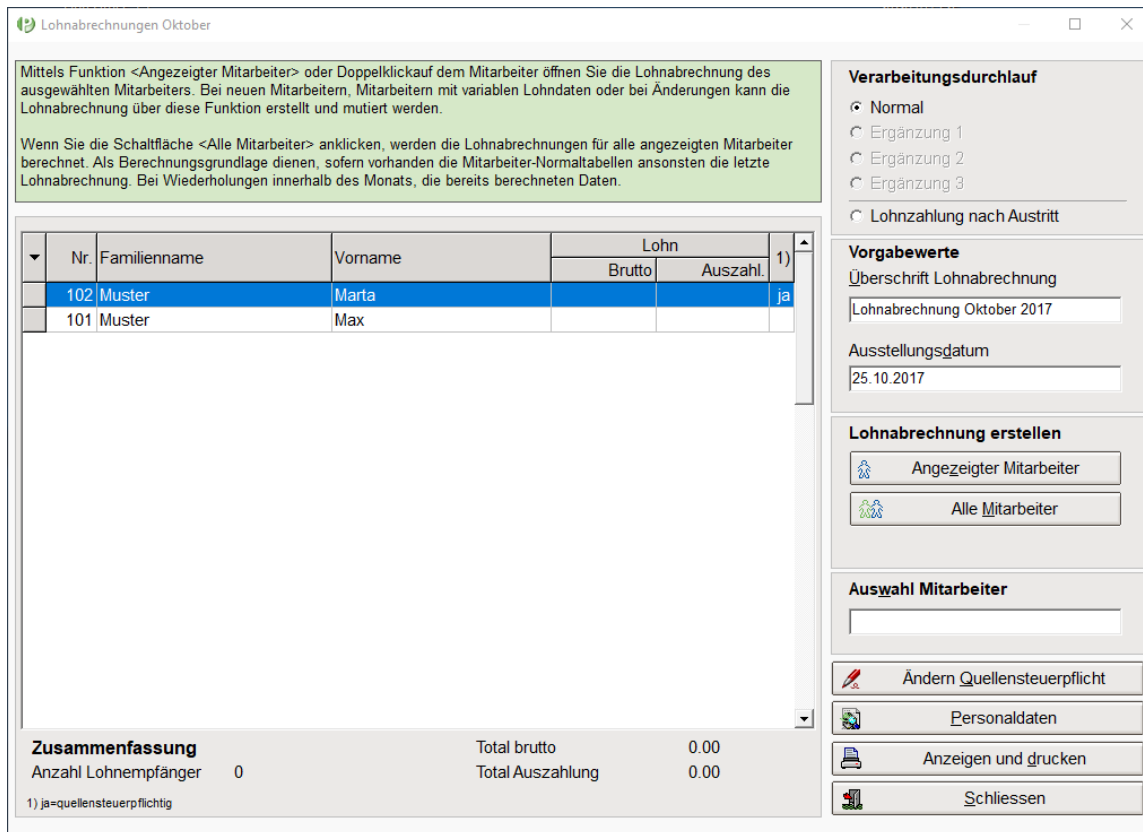 Lohnabrechnungen Oktober
Mittels Funktion <Angezeigter Mitarbeiter> oder Doppelklickauf dem Mitarbeiter öffnen Sie die Lohnabrechnung des
ausgewählten Mitarbeiters. Bei neuen Mitarbeitern, Mitarbeitern mit variablen Lohndaten oder bei Änderungen kann die
Lohnabrechnung über diese Funktion erstellt und mutiert werden.
Wenn Sie die Schaltfläche <Alle Mitarbeiter> anklicken, werden die Lohnabrechnungen für alle angezeigten Mitarbeiter
berechnet. Als Berechnungsgrundlage dienen, sofern vorhanden die Mitarbeiter-Normaltabellen ansonsten die letzte
Lohnabrechnung. Bei Wiederholungen innerhalb des Monats, die bereits berechneten Daten.
Nr. Familienname Vorname Lohn 1)
Brutto Auszahl.
102 Muster Marta ja
101 Muster Max
Zusammenfassung Total brutto 0.00
Anzahl Lohnempfänger 0 Total Auszahlung 0.00
1) ja=quellensteuerpflichtig
Verarbeitungsdurchlauf
Normal
Ergänzung 1
Ergänzung 2
Ergänzung 3
Lohnzahlung nach Austritt
Vorgabewerte
Überschrift Lohnabrechnung
Lohnabrechnung Oktober 2017
Ausstellungsdatum
25.10.2017
Lohnabrechnung erstellen
Angezeigter Mitarbeiter
Alle Mitarbeiter
Auswahl Mitarbeiter
Ändern Quellensteuerpflicht
Personaldaten
Anzeigen und drucken
Schliessen